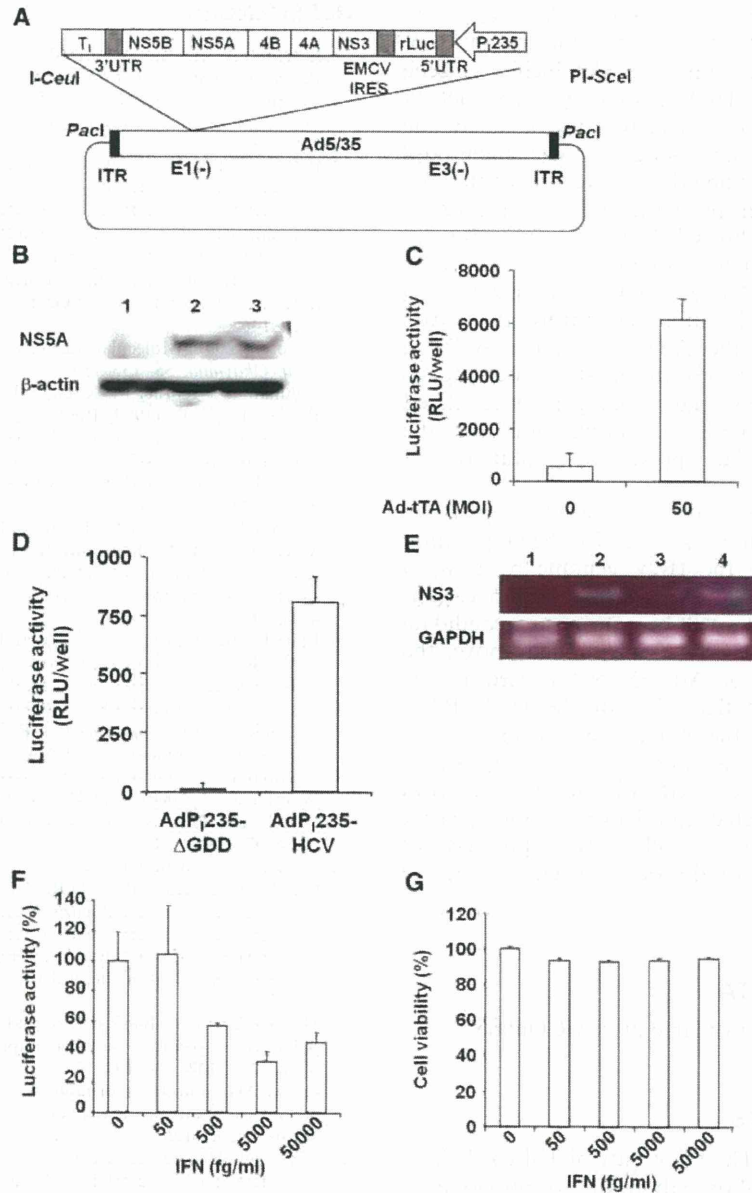 A
T_I NS5B NS5A 4B 4A NS3 rLuc P_I235
3'UTR EMCV IRES 5'UTR
I-CeuI PI-SceI
PacI Ad5/35 PacI
ITR E1(-) E3(-) ITR
B
1 2 3
NS5A
β-actin
C
Luciferase activity
(RLU/well)
8000
6000
4000
2000
0
Ad-tTA (MOI) 0 50
D
Luciferase activity
(RLU/well)
1000
750
500
250
0
AdP_I235-
ΔGDD
AdP_I235-
HCV
E
1 2 3 4
NS3
GAPDH
F
Luciferase activity (%)
140
120
100
80
60
40
20
0
0 50 500 5000 50000
IFN (fg/ml)
G
Cell viability (%)
120
100
80
60
40
20
0
0 50 500 5000 50000
IFN (fg/ml)